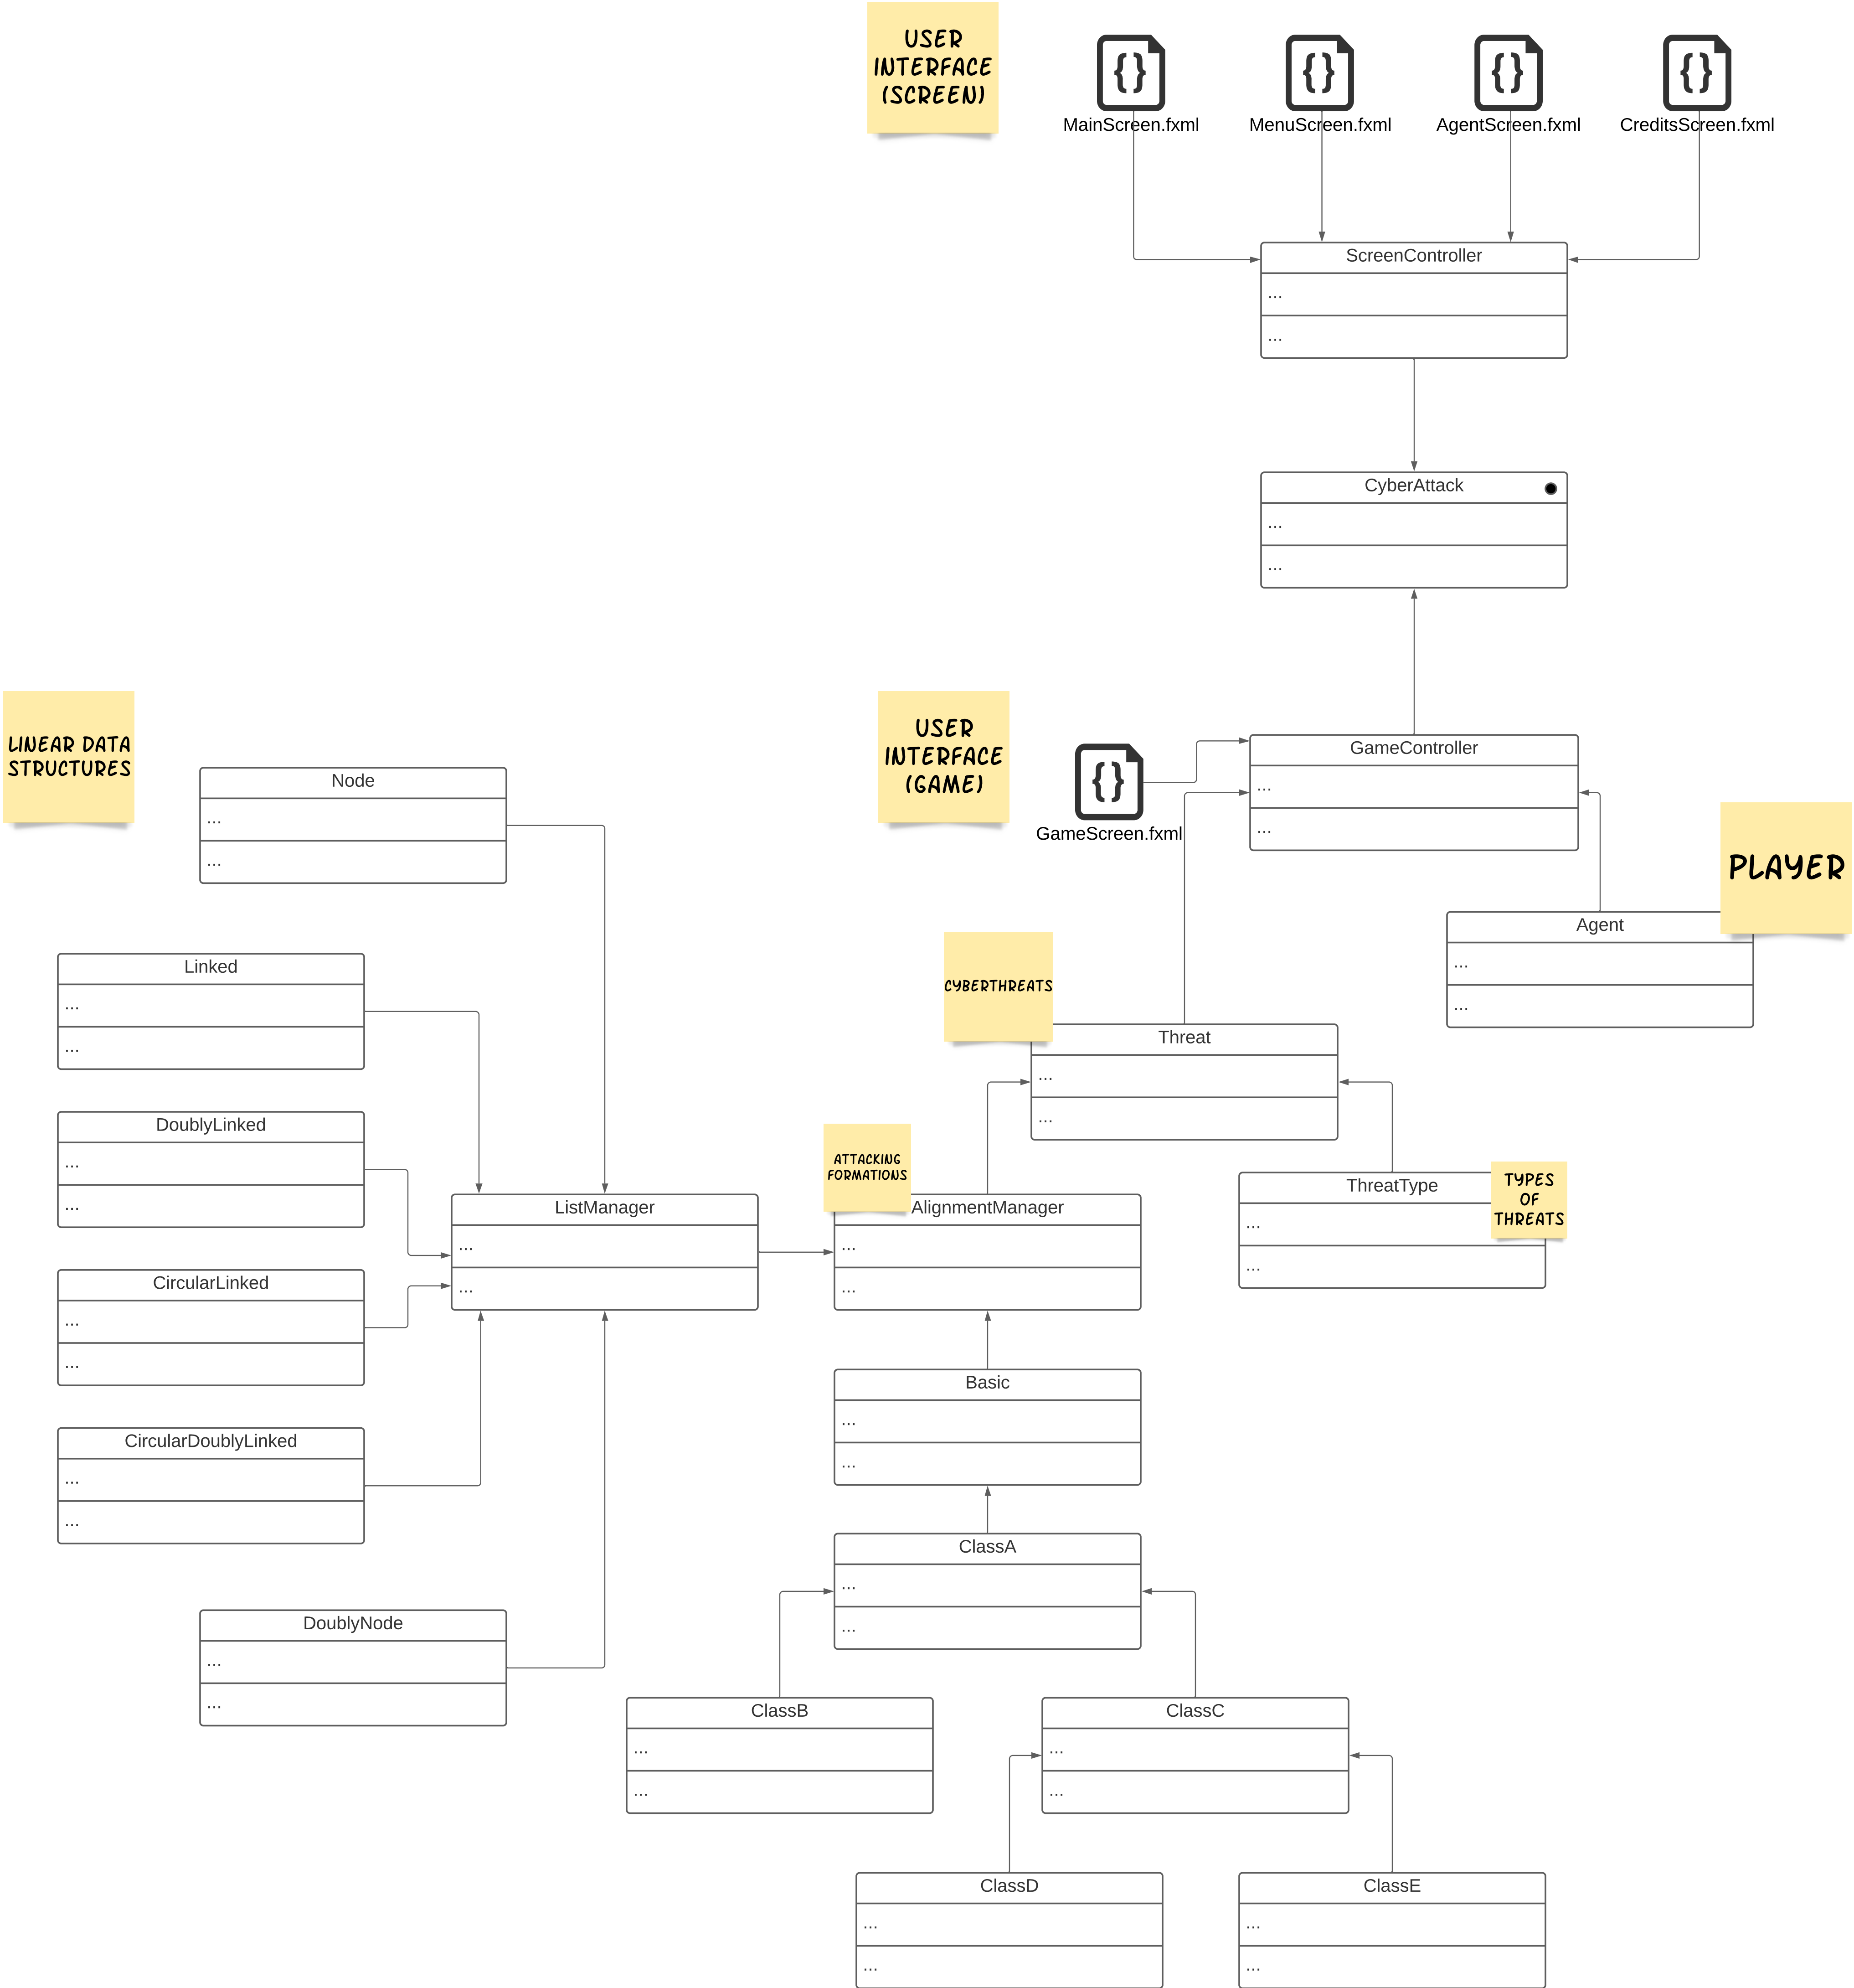 USER
INTERFACE
(SCREEN)
MainScreen.fxml
MenuScreen.fxml
AgentScreen.fxml
CreditsScreen.fxml
ScreenController
...
...
CyberAttack
...
...
LINEAR DATA
STRUCTURES
USER
INTERFACE
(GAME)
GameScreen.fxml
GameController
...
...
PLAYER
Node
...
...
Agent
...
...
CYBERTHREATS
Linked
...
...
Threat
...
...
DoublyLinked
...
...
ATTACKING
FORMATIONS
ThreatType
...
...
TYPES
OF
THREATS
ListManager
...
...
AlignmentManager
...
...
CircularLinked
...
...
Basic
...
...
CircularDoublyLinked
...
...
ClassA
...
...
DoublyNode
...
...
ClassB
...
...
ClassC
...
...
ClassD
...
...
ClassE
...
...